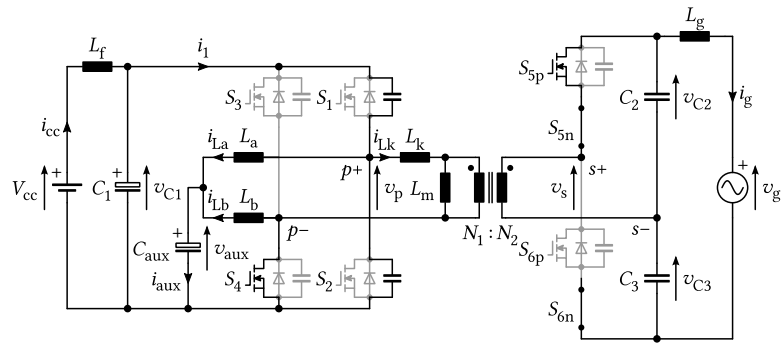 L_f
i_1
S_3
S_1
i_cc
i_La
L_a
i_Lk
L_k
p+
V_cc
+
C_1
+
v_C1
i_Lb
L_b
p−
v_p
L_m
N_1 : N_2
+
C_aux
v_aux
i_aux
S_4
S_2
S_5p
S_5n
s+
v_s
s−
S_6p
S_6n
C_2
v_C2
C_3
v_C3
L_g
i_g
+
v_g